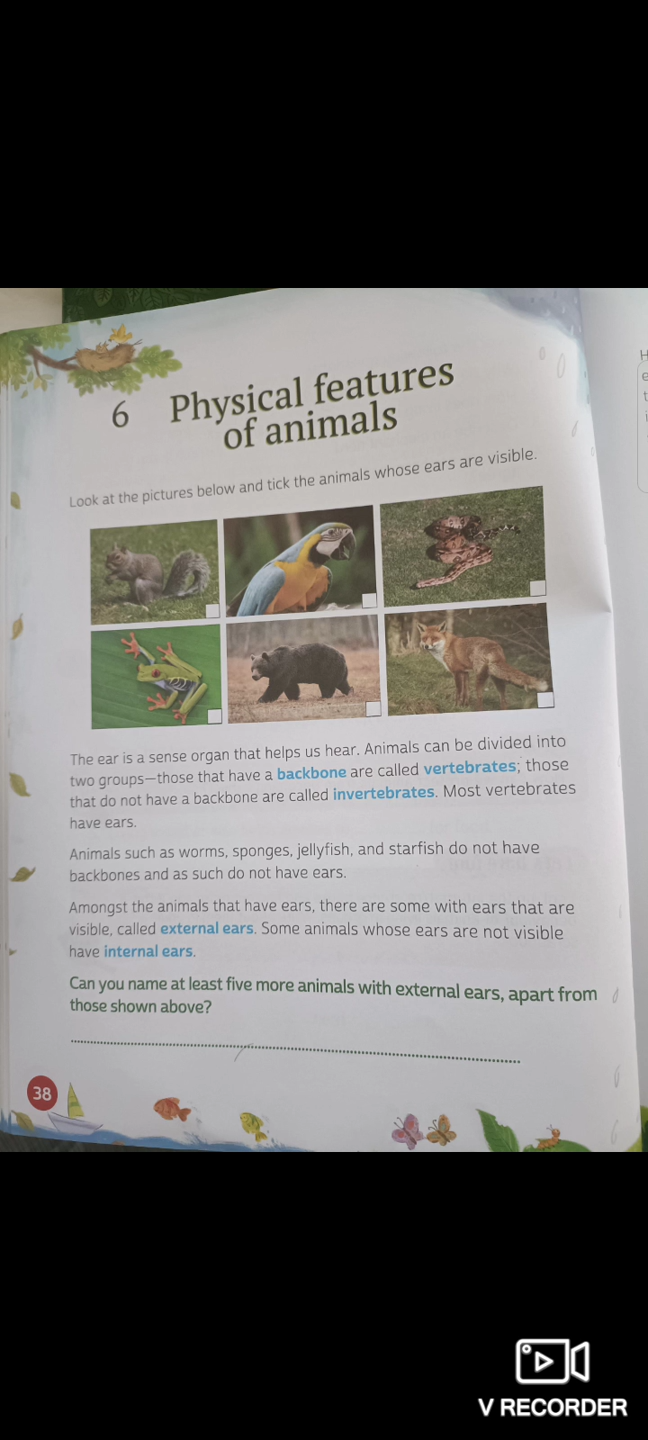 6 Physical features
of animals
Look at the pictures below and tick the animals whose ears are visible.
The ear is a sense organ that helps us hear. Animals can be divided into
two groups—those that have a backbone are called vertebrates; those
that do not have a backbone are called invertebrates. Most vertebrates
have ears.
Animals such as worms, sponges, jellyfish, and starfish do not have
backbones and as such do not have ears.
Amongst the animals that have ears, there are some with ears that are
visible, called external ears. Some animals whose ears are not visible
have internal ears.
Can you name at least five more animals with external ears, apart from
those shown above?
38
V RECORDER